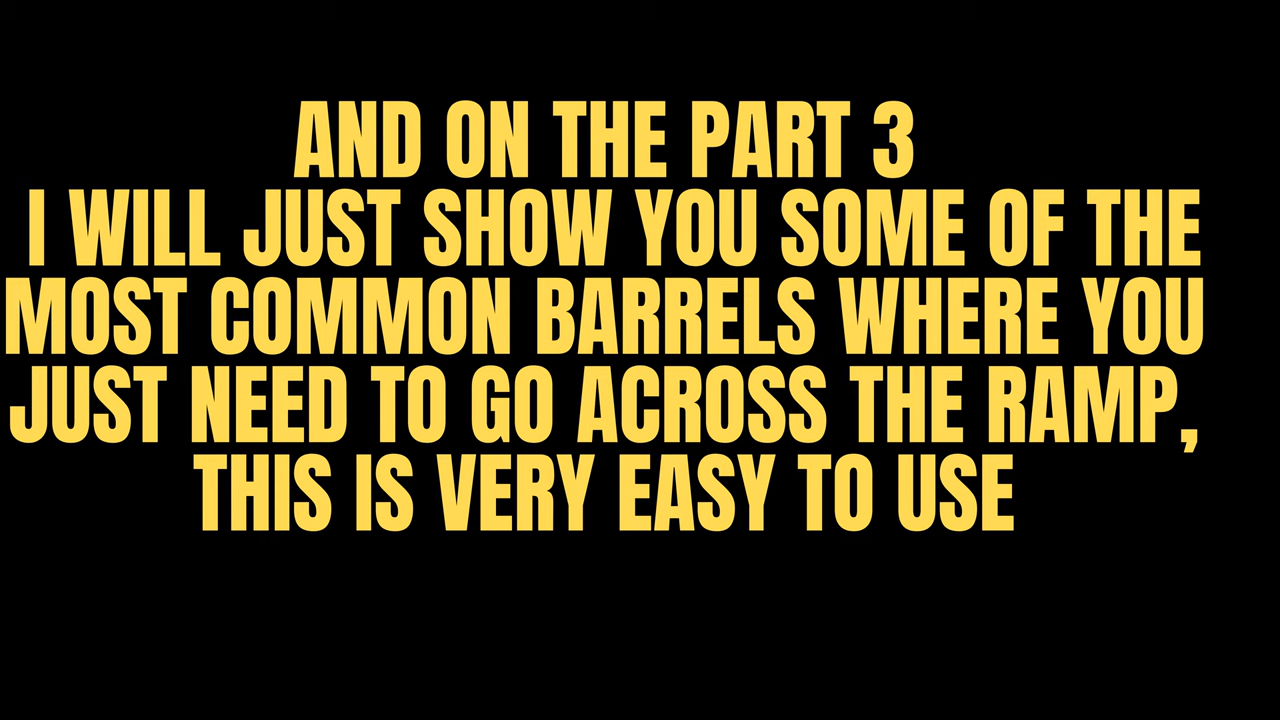 AND ON THE PART 3
I WILL JUST SHOW YOU SOME OF THE
MOST COMMON BARRELS WHERE YOU
JUST NEED TO GO ACROSS THE RAMP,
THIS IS VERY EASY TO USE